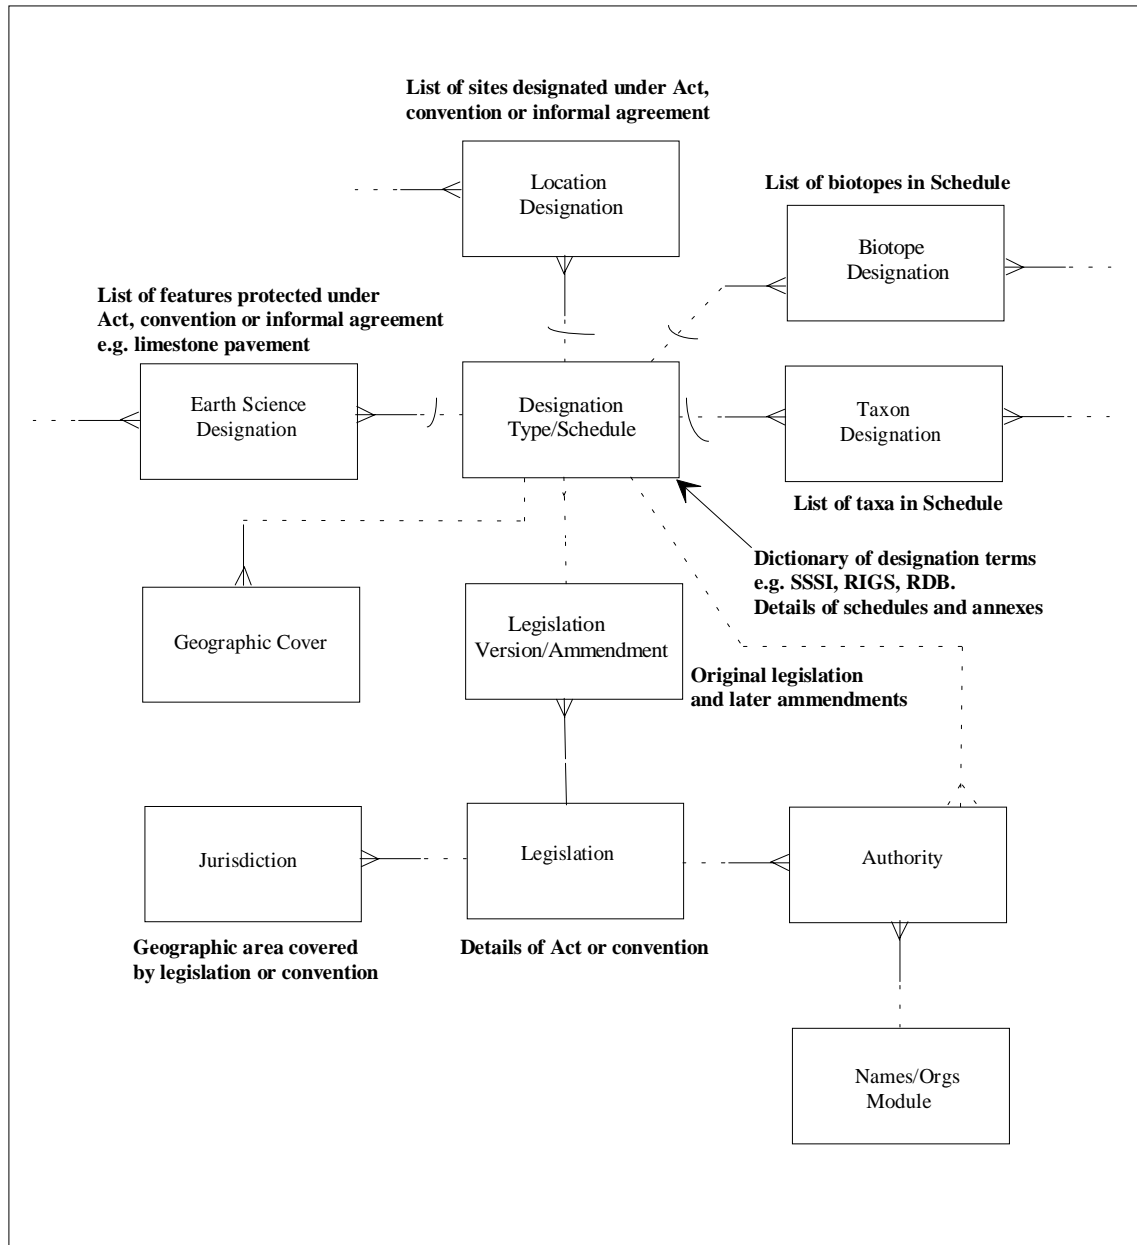 List of sites designated under Act,
convention or informal agreement
Location
Designation
List of biotopes in Schedule
Biotope
Designation
List of features protected under
Act, convention or informal agreement
e.g. limestone pavement
Earth Science
Designation
Designation
Type/Schedule
Taxon
Designation
List of taxa in Schedule
Dictionary of designation terms
e.g. SSSI, RIGS, RDB.
Details of schedules and annexes
Geographic Cover
Legislation
Version/Ammendment
Original legislation
and later ammendments
Jurisdiction
Legislation
Authority
Geographic area covered
by legislation or convention
Details of Act or convention
Names/Orgs
Module